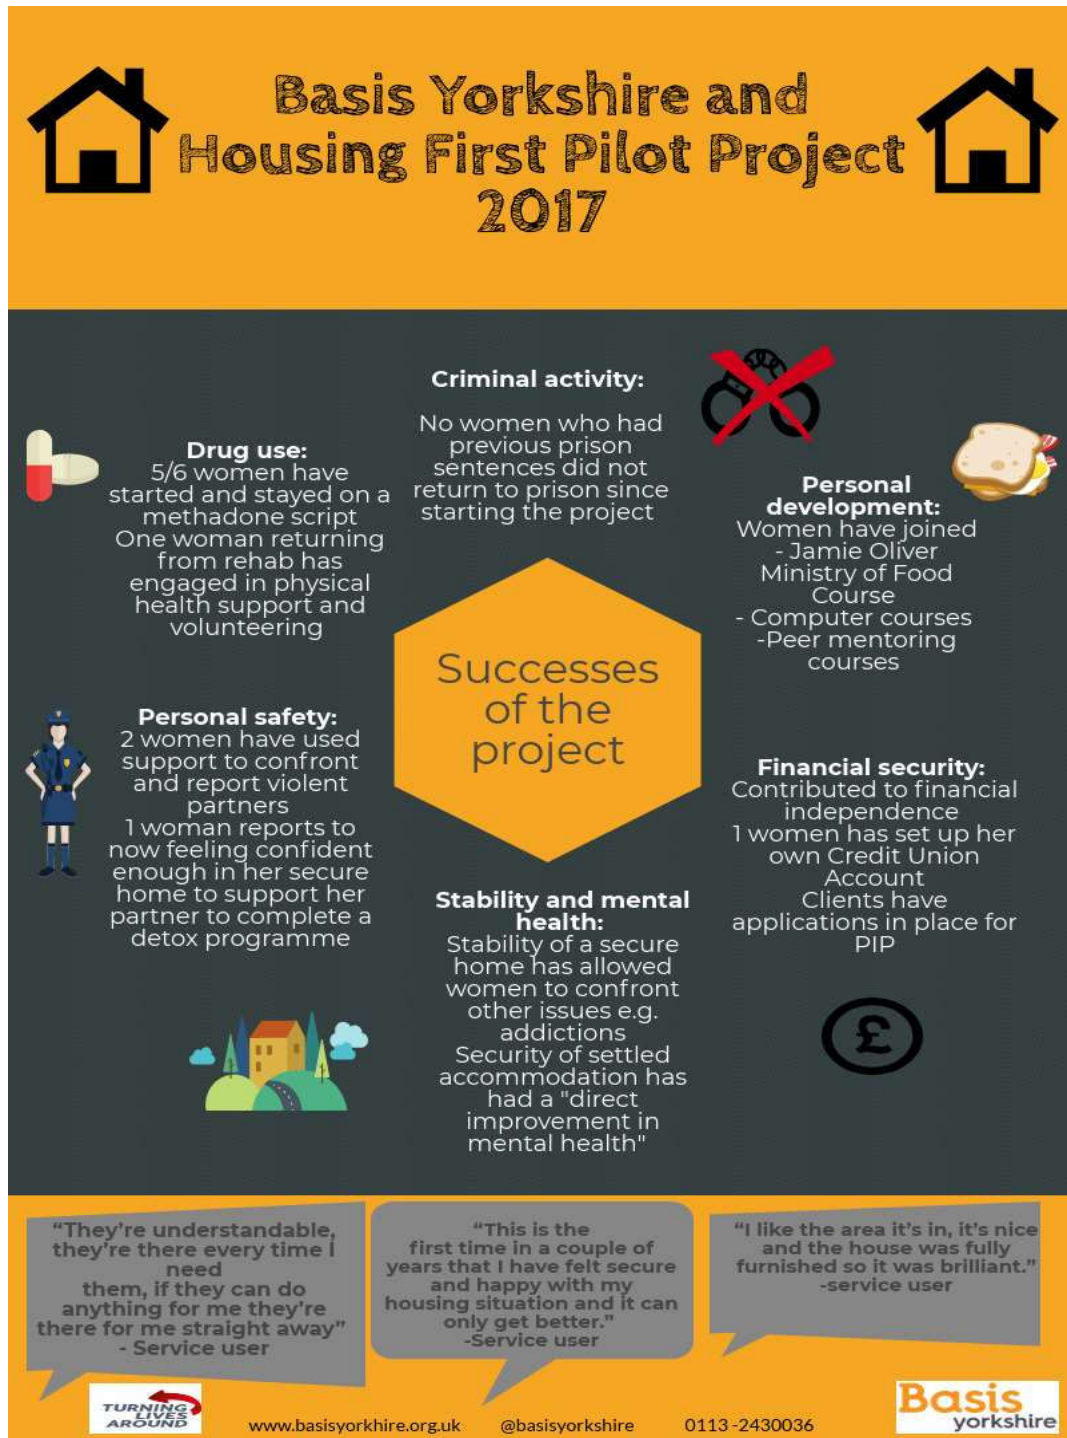 Basis Yorkshire and
Housing First Pilot Project
2017
Criminal activity:
No women who had
previous prison
sentences did not
return to prison since
starting the project
Drug use:
5/6 women have
started and stayed on a
methadone script
One woman returning
from rehab has
engaged in physical
health support and
volunteering
Personal
development:
Women have joined
- Jamie Oliver
Ministry of Food
Course
- Computer courses
-Peer mentoring
courses
Successes
of the
project
Personal safety:
2 women have used
support to confront
and report violent
partners
1 woman reports to
now feeling confident
enough in her secure
home to support her
partner to complete a
detox programme
Financial security:
Contributed to financial
independence
1 women has set up her
own Credit Union
Account
Clients have
applications in place for
PIP
£
Stability and mental
health:
Stability of a secure
home has allowed
women to confront
other issues e.g.
addictions
Security of settled
accommodation has
had a "direct
improvement in
mental health"
“They’re understandable,
they’re there every time I
need
them, if they can do
anything for me they’re
there for me straight away”
- Service user
“This is the
first time in a couple of
years that I have felt secure
and happy with my
housing situation and it can
only get better.”
-Service user
“I like the area it’s in, it’s nice
and the house was fully
furnished so it was brilliant.”
-service user
TURNING
LIVES
AROUND
www.basisyorkhire.org.uk
@basisyorkshire
0113 -2430036
Basis
yorkshire